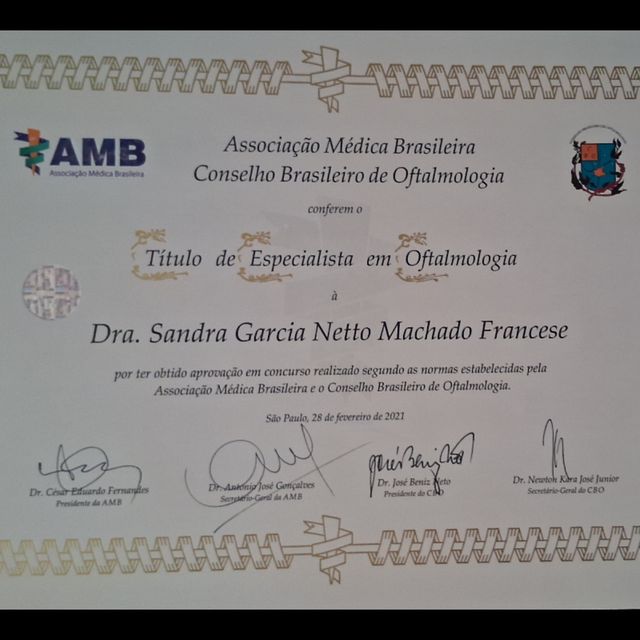 AMB
Associação Médica Brasileira
Associação Médica Brasileira
Conselho Brasileiro de Oftalmologia
conferem o
Título de Especialista em Oftalmologia
à
Dra. Sandra Garcia Netto Machado Francese
por ter obtido aprovação em concurso realizado segundo as normas estabelecidas pela
Associação Médica Brasileira e o Conselho Brasileiro de Oftalmologia.
São Paulo, 28 de fevereiro de 2021
Dr. César Eduardo Fernandes
Presidente da AMB
Dr. Antônio José Gonçalves
Secretário-Geral da AMB
Dr. José Beniz Neto
Presidente do CBO
Dr. Newton Kara José Junior
Secretário-Geral do CBO